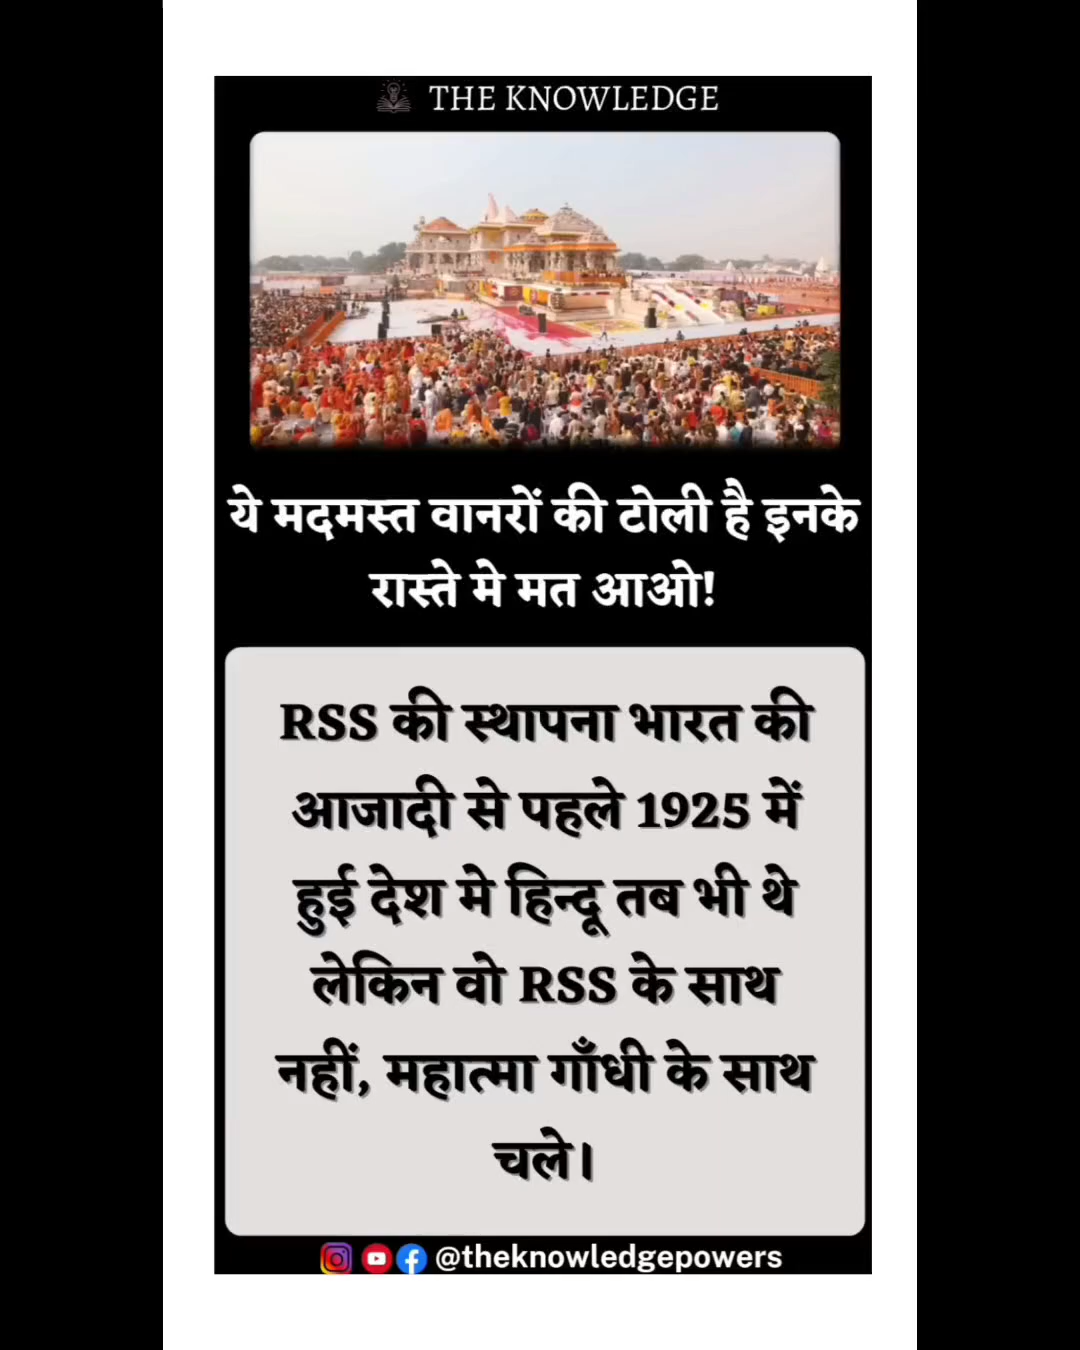 THE KNOWLEDGE
ये मदमस्त वानरों की टोली है इनके
रास्ते मे मत आओ!
RSS की स्थापना भारत की
आजादी से पहले 1925 में
हुई देश मे हिन्दू तब भी थे
लेकिन वो RSS के साथ
नहीं, महात्मा गाँधी के साथ
चले।
@theknowledgepowers